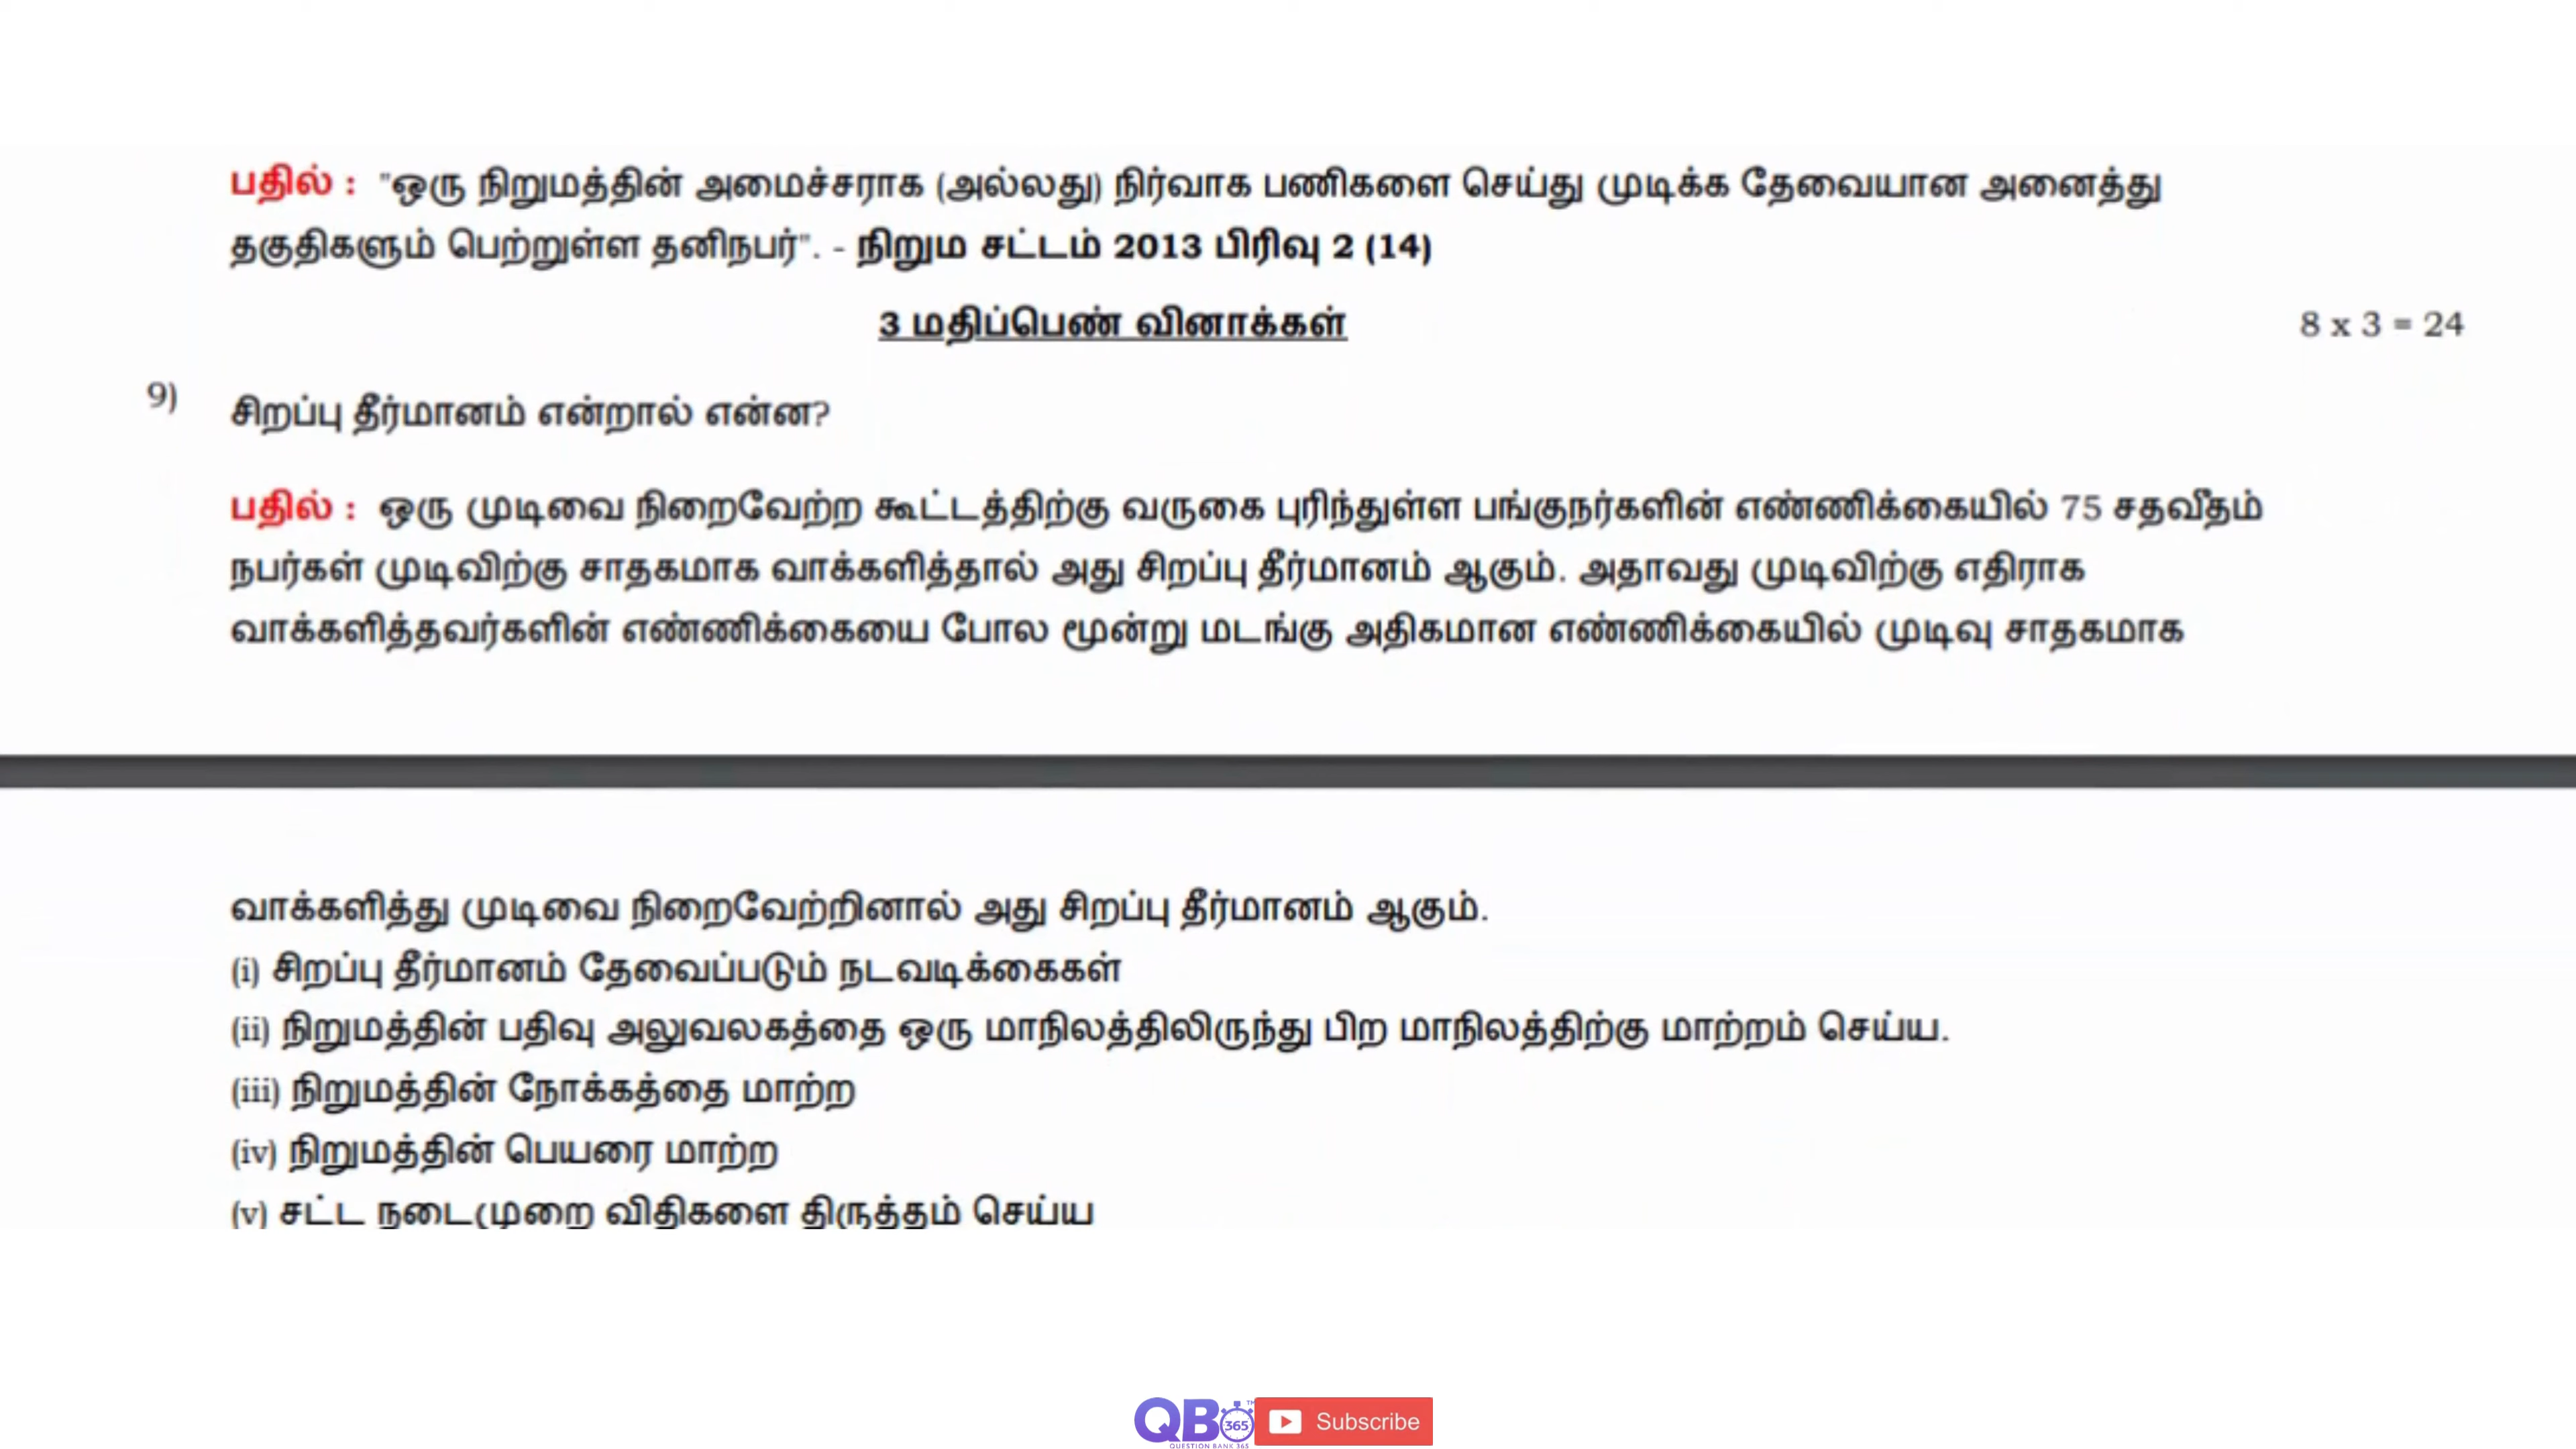 பதில் : "ஒரு நிறுமத்தின் அமைச்சராக (அல்லது) நிர்வாக பணிகளை செய்து முடிக்க தேவையான அனைத்து
தகுதிகளும் பெற்றுள்ள தனிநபர்". - நிறும சட்டம் 2013 பிரிவு 2 (14)
3 மதிப்பெண் வினாக்கள் 8 x 3 = 24
9) சிறப்பு தீர்மானம் என்றால் என்ன?
பதில் : ஒரு முடிவை நிறைவேற்ற கூட்டத்திற்கு வருகை புரிந்துள்ள பங்குநர்களின் எண்ணிக்கையில் 75 சதவீதம்
நபர்கள் முடிவிற்கு சாதகமாக வாக்களித்தால் அது சிறப்பு தீர்மானம் ஆகும். அதாவது முடிவிற்கு எதிராக
வாக்களித்தவர்களின் எண்ணிக்கையை போல மூன்று மடங்கு அதிகமான எண்ணிக்கையில் முடிவு சாதகமாக
வாக்களித்து முடிவை நிறைவேற்றினால் அது சிறப்பு தீர்மானம் ஆகும்.
(i) சிறப்பு தீர்மானம் தேவைப்படும் நடவடிக்கைகள்
(ii) நிறுமத்தின் பதிவு அலுவலகத்தை ஒரு மாநிலத்திலிருந்து பிற மாநிலத்திற்கு மாற்றம் செய்ய.
(iii) நிறுமத்தின் நோக்கத்தை மாற்ற
(iv) நிறுமத்தின் பெயரை மாற்ற
(v) சட்ட நடைமுறை விதிகளை திருத்தம் செய்ய
QB 365 TM Subscribe
QUESTION BANK 365